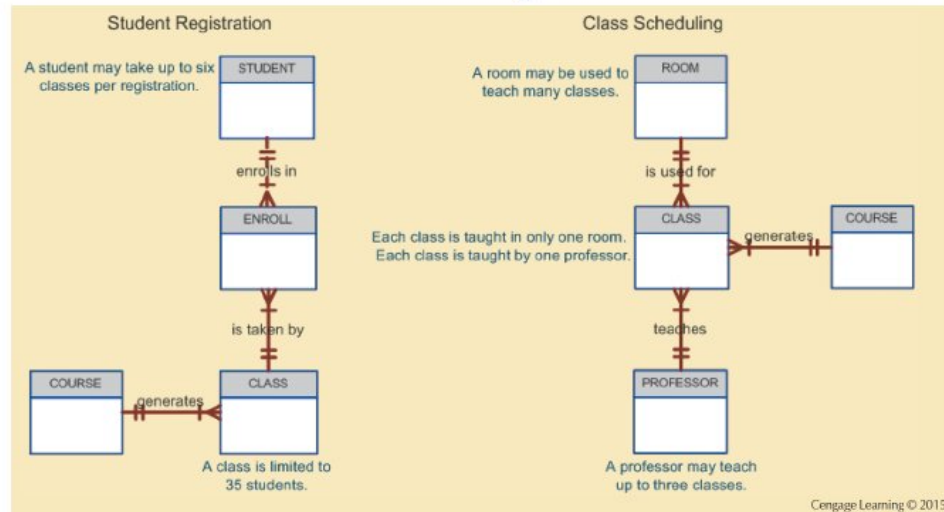 Student Registration
Class Scheduling
A student may take up to six
classes per registration.
STUDENT
enrolls in
ENROLL
is taken by
COURSE
generates
CLASS
A class is limited to
35 students.
A room may be used to
teach many classes.
ROOM
is used for
Each class is taught in only one room.
Each class is taught by one professor.
CLASS
generates
COURSE
teaches
PROFESSOR
A professor may teach
up to three classes.
Cengage Learning © 2015